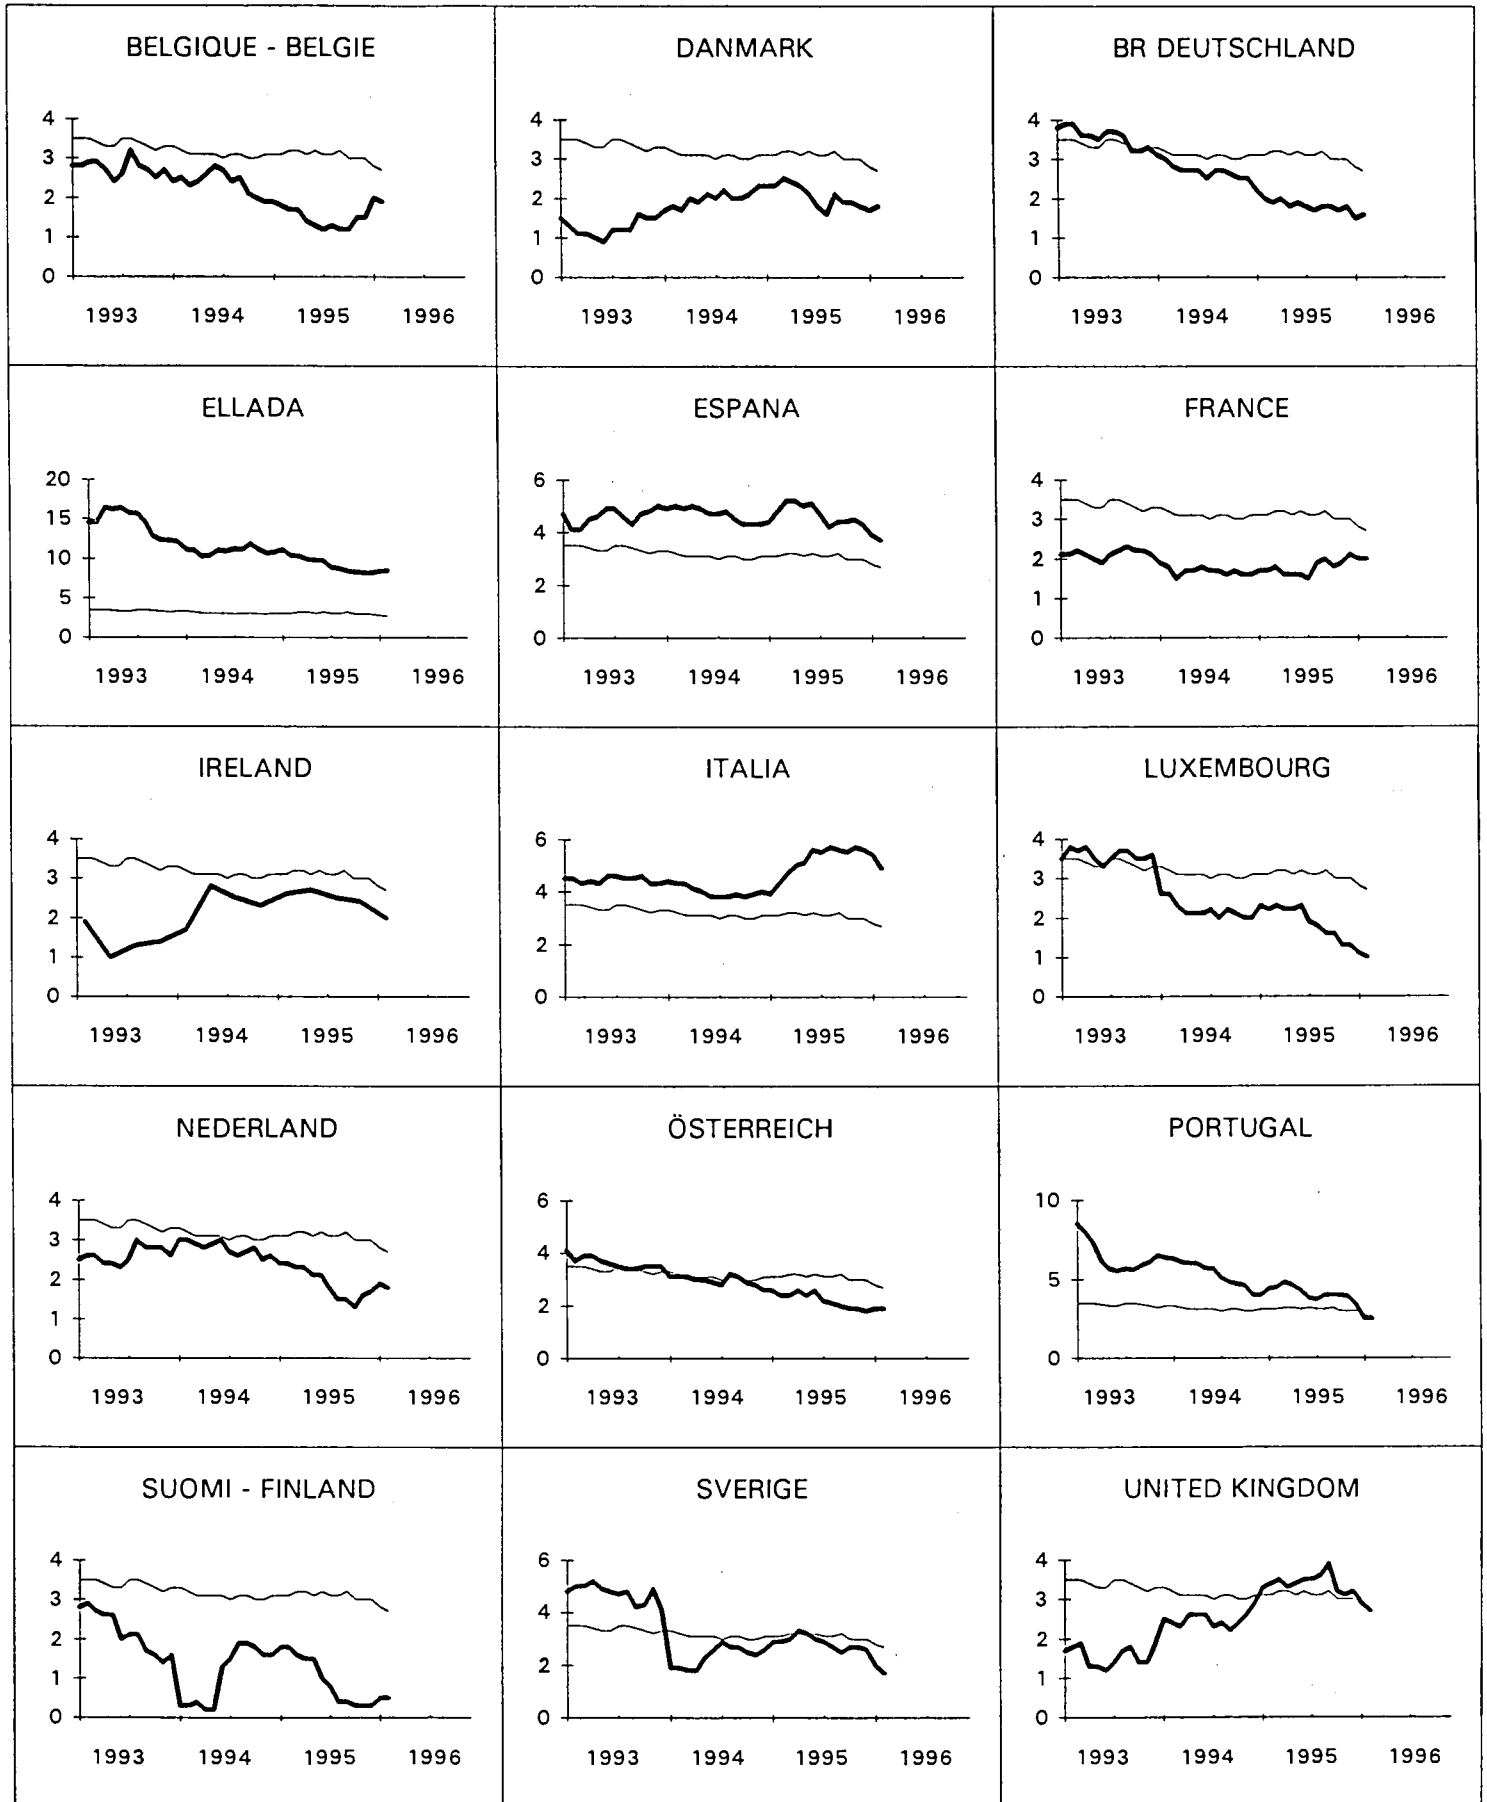 BELGIQUE - BELGIE
4
3
2
1
0
1993 1994 1995 1996
DANMARK
4
3
2
1
0
1993 1994 1995 1996
BR DEUTSCHLAND
4
3
2
1
0
1993 1994 1995 1996
ELLADA
20
15
10
5
0
1993 1994 1995 1996
ESPANA
6
4
2
0
1993 1994 1995 1996
FRANCE
4
3
2
1
0
1993 1994 1995 1996
IRELAND
4
3
2
1
0
1993 1994 1995 1996
ITALIA
6
4
2
0
1993 1994 1995 1996
LUXEMBOURG
4
3
2
1
0
1993 1994 1995 1996
NEDERLAND
4
3
2
1
0
1993 1994 1995 1996
ÖSTERREICH
6
4
2
0
1993 1994 1995 1996
PORTUGAL
10
5
0
1993 1994 1995 1996
SUOMI - FINLAND
4
3
2
1
0
1993 1994 1995 1996
SVERIGE
6
4
2
0
1993 1994 1995 1996
UNITED KINGDOM
4
3
2
1
0
1993 1994 1995 1996